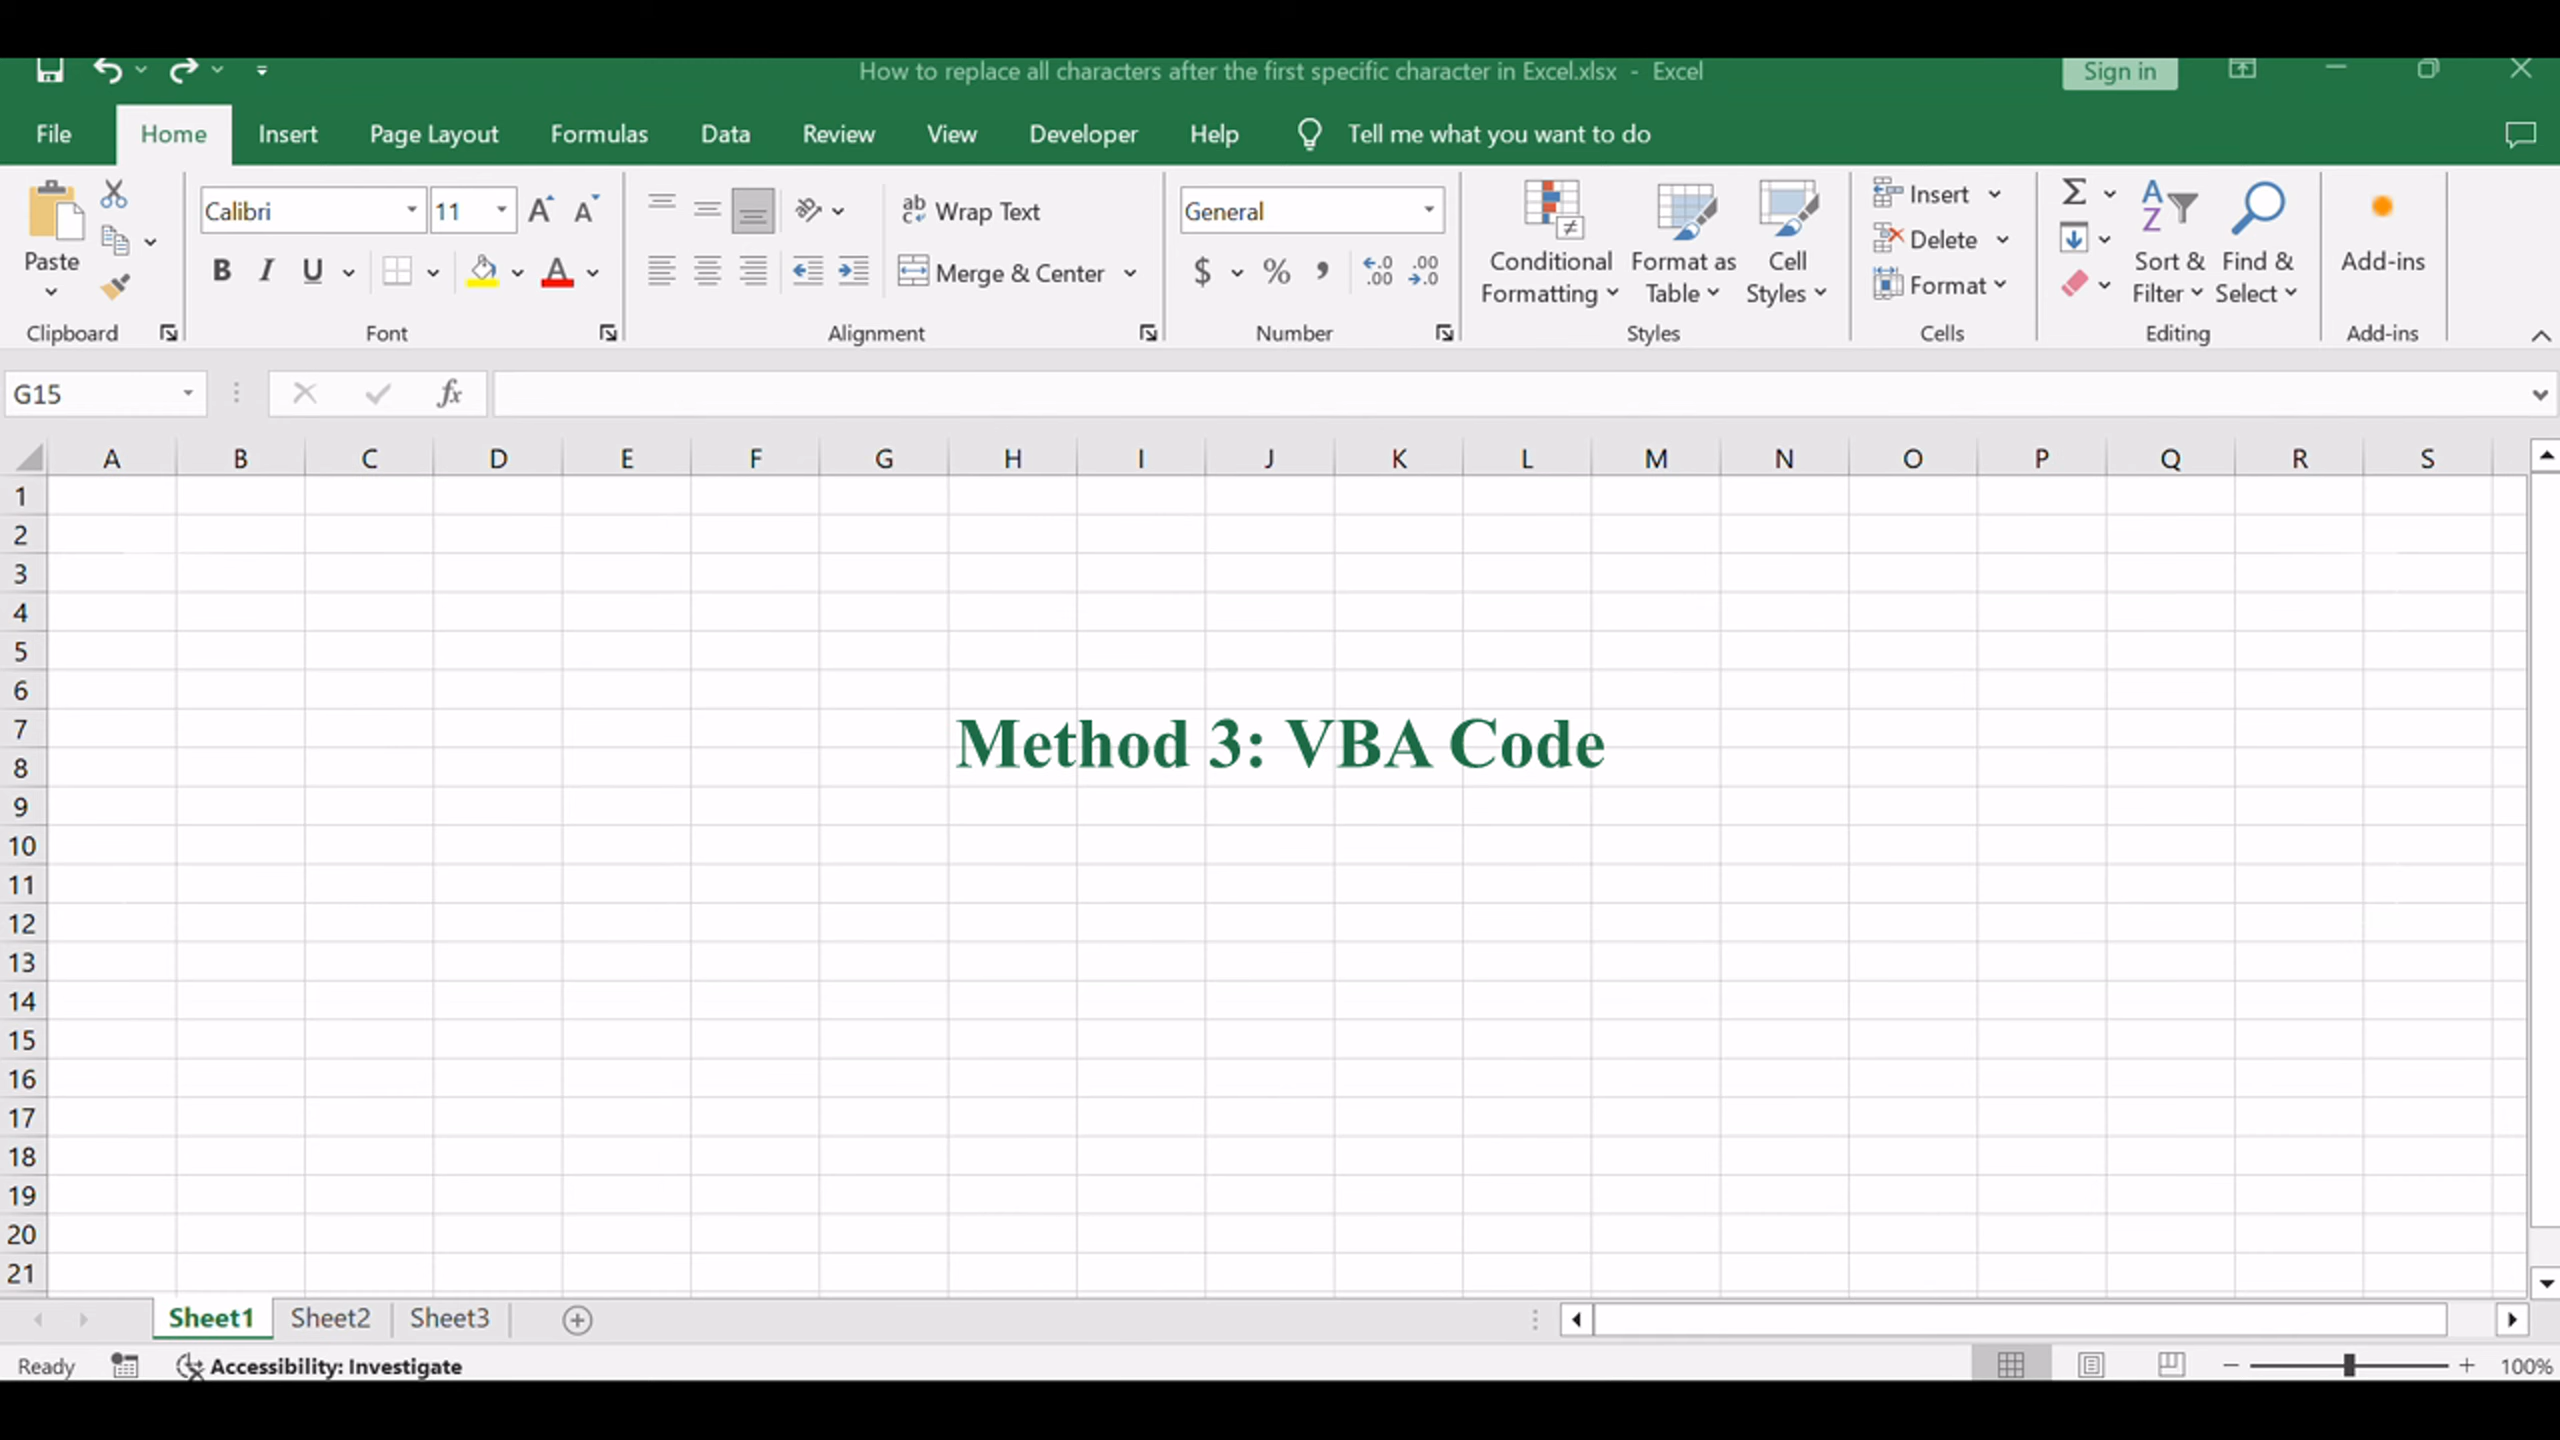 How to replace all characters after the first specific character in Excel.xlsx - Excel
Sign in
File Home Insert Page Layout Formulas Data Review View Developer Help Tell me what you want to do
Paste
Clipboard
Calibri 11
B I U A
Font
Wrap Text
Merge & Center
Alignment
General
$ % ,
Number
Conditional Formatting
Format as Table
Cell Styles
Styles
Insert
Delete
Format
Cells
Sort & Filter
Find & Select
Editing
Add-ins
Add-ins
G15 fx
A B C D E F G H I J K L M N O P Q R S
1
2
3
4
5
6
7
8
9
10
11
12
13
14
15
16
17
18
19
20
21
Method 3: VBA Code
Sheet1 Sheet2 Sheet3
Ready Accessibility: Investigate 100%